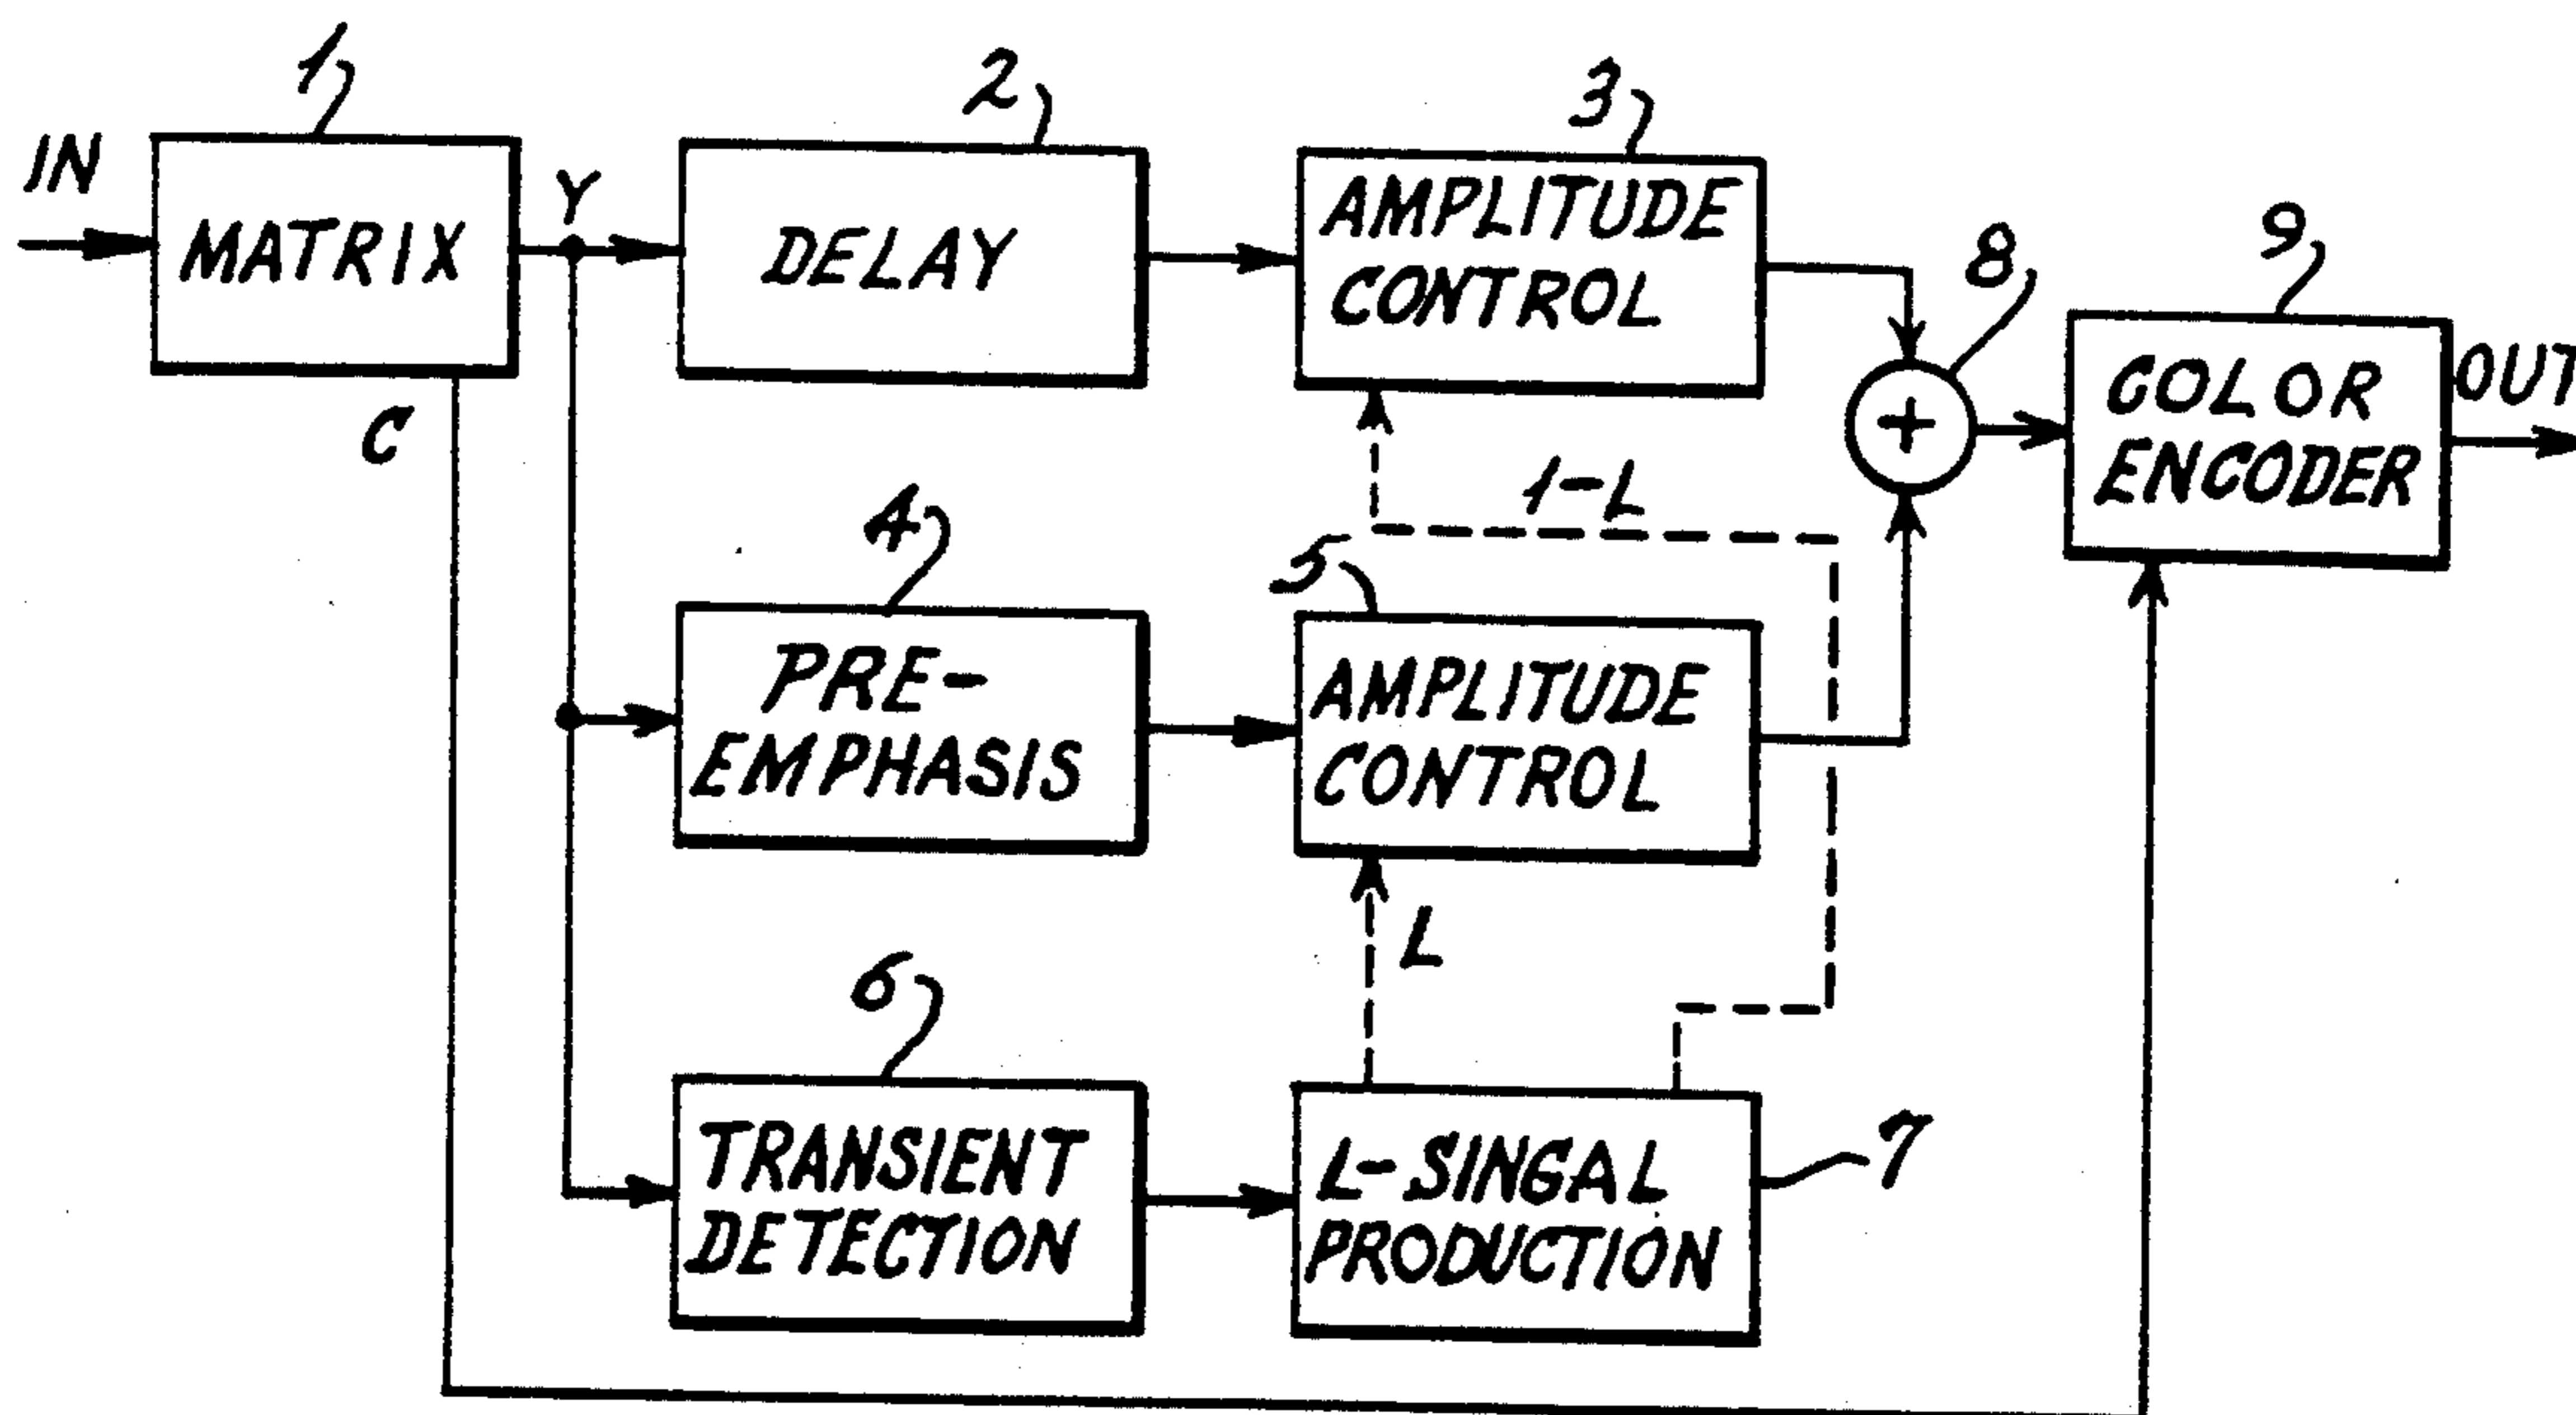 1
2
3
IN
MATRIX
Y
DELAY
AMPLITUDE
CONTROL
8
9
COLOR
ENCODER
OUT
C
1-L
4
5
PRE-
EMPHASIS
AMPLITUDE
CONTROL
L
6
TRANSIENT
DETECTION
L-SINGAL
PRODUCTION
7
+